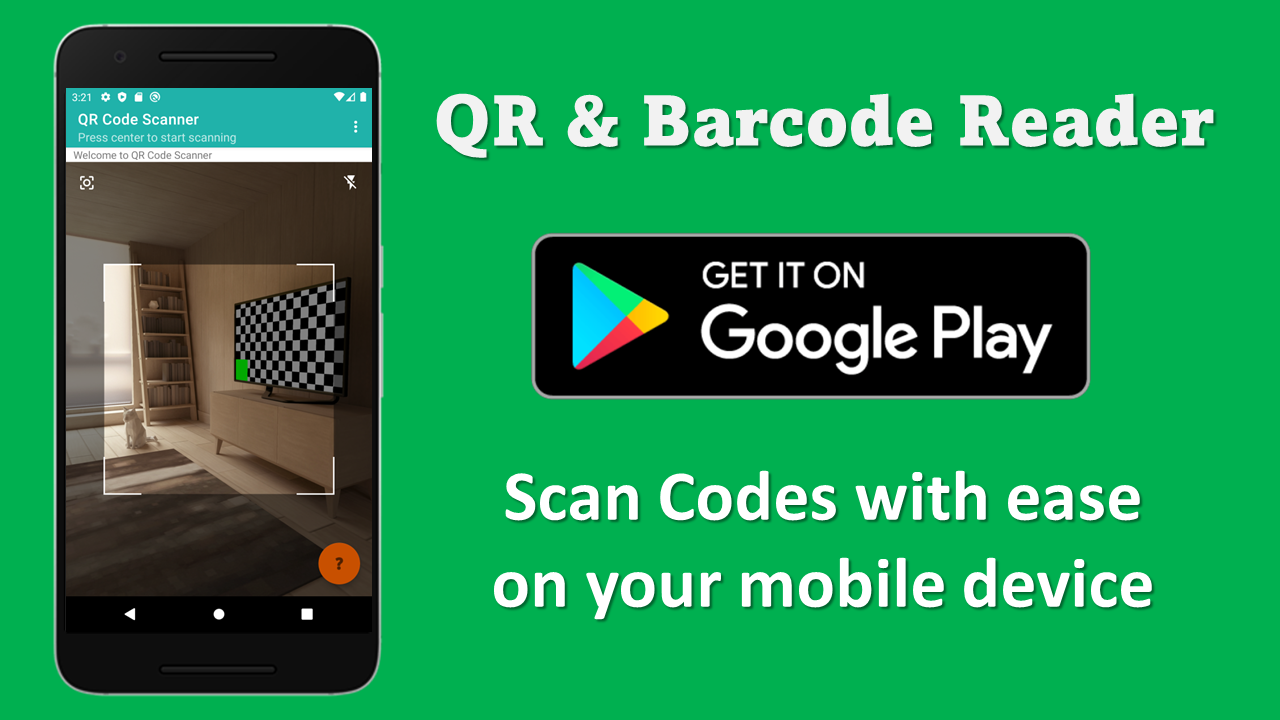 3:21
QR Code Scanner
Press center to start scanning
Welcome to QR Code Scanner
?
QR & Barcode Reader
GET IT ON
Google Play
Scan Codes with ease
on your mobile device